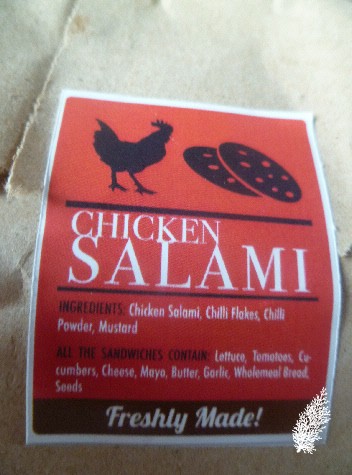 CHICKEN
SALAMI
INGREDIENTS: Chicken Salami, Chilli Flakes, Chilli
Powder, Mustard
ALL THE SANDWICHES CONTAIN: Lettuce, Tomatoes, Cu-
cumbers, Cheese, Mayo, Butter, Garlic, Wholemeal Bread,
Seeds
Freshly Made!